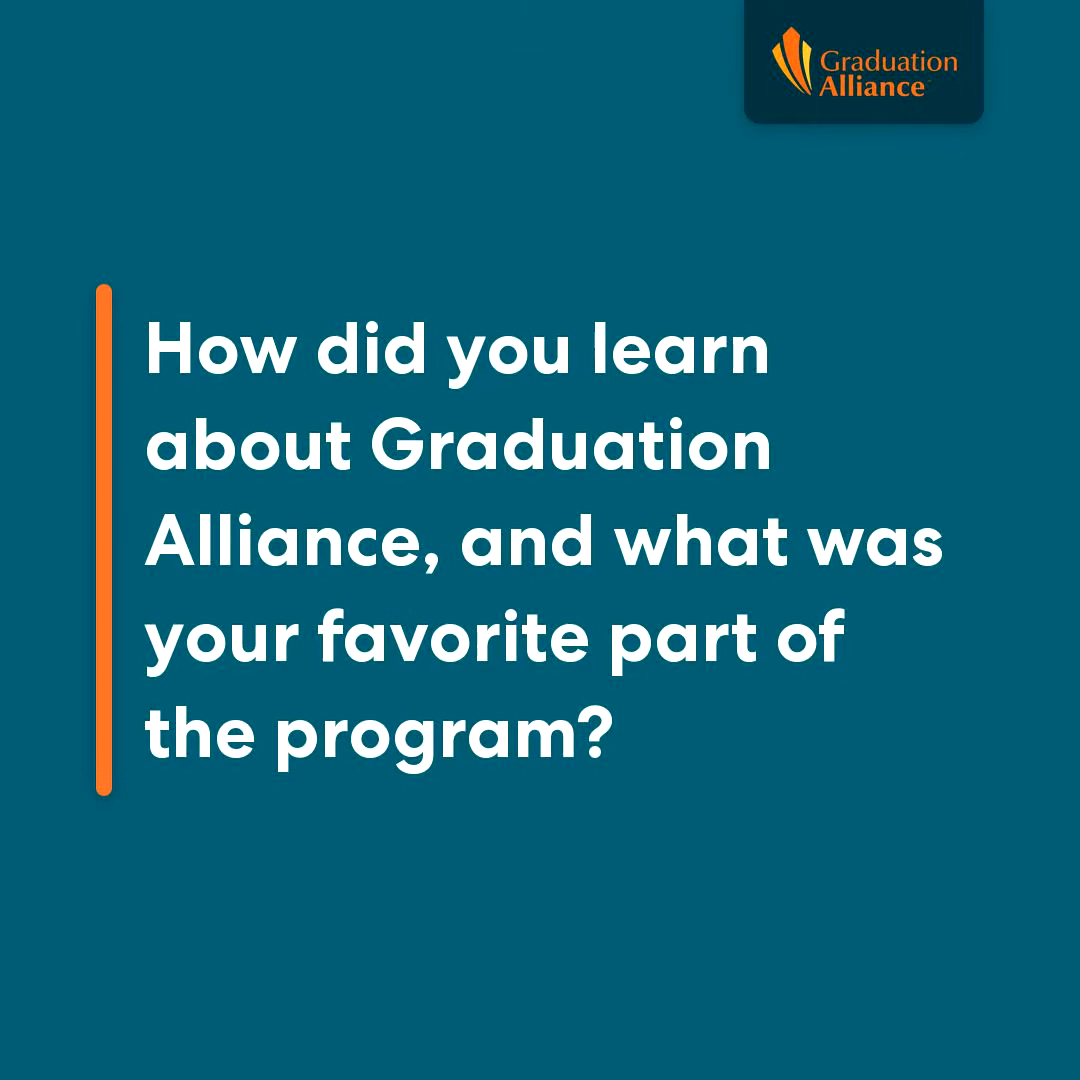 Graduation
Alliance
How did you learn
about Graduation
Alliance, and what was
your favorite part of
the program?